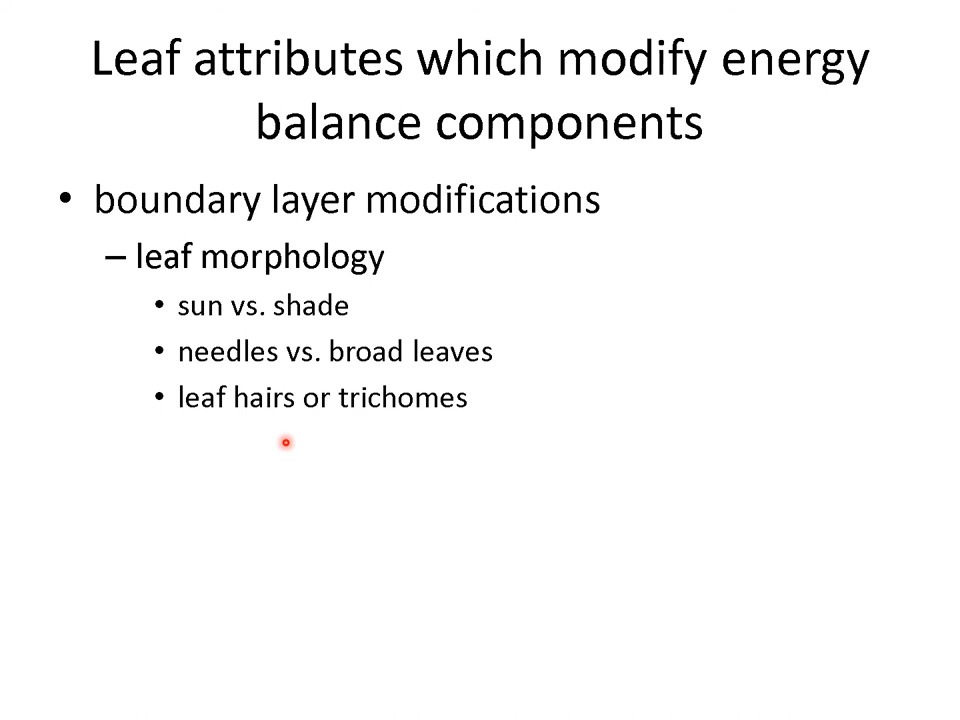 Leaf attributes which modify energy
balance components
• boundary layer modifications
– leaf morphology
• sun vs. shade
• needles vs. broad leaves
• leaf hairs or trichomes